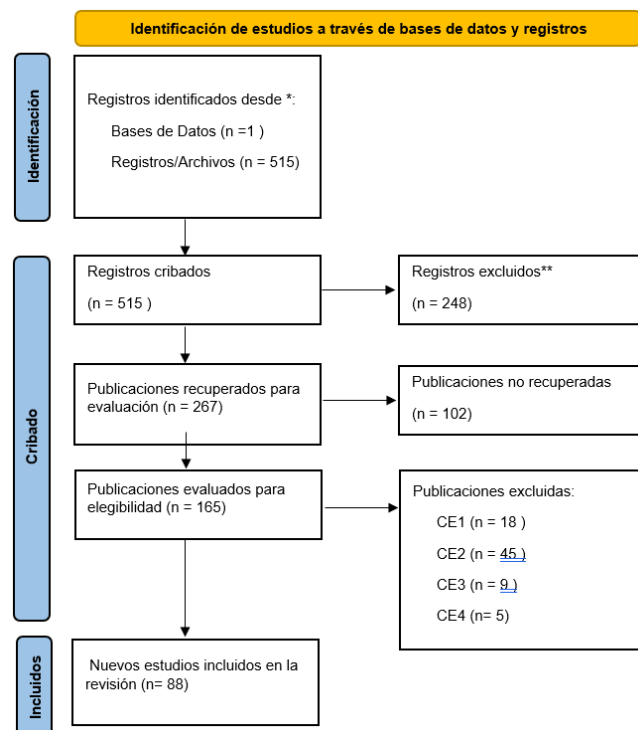 Identificación de estudios a través de bases de datos y registros
Identificación
Registros identificados desde *:
Bases de Datos (n =1 )
Registros/Archivos (n = 515)
Cribado
Registros cribados
(n = 515 )
Registros excluidos**
(n = 248)
Publicaciones recuperados para
evaluación (n = 267)
Publicaciones no recuperadas
(n = 102)
Publicaciones evaluados para
elegibilidad (n = 165)
Publicaciones excluidas:
CE1 (n = 18 )
CE2 (n = 45 )
CE3 (n = 9 )
CE4 (n= 5)
Incluidos
Nuevos estudios incluidos en la
revisión (n= 88)